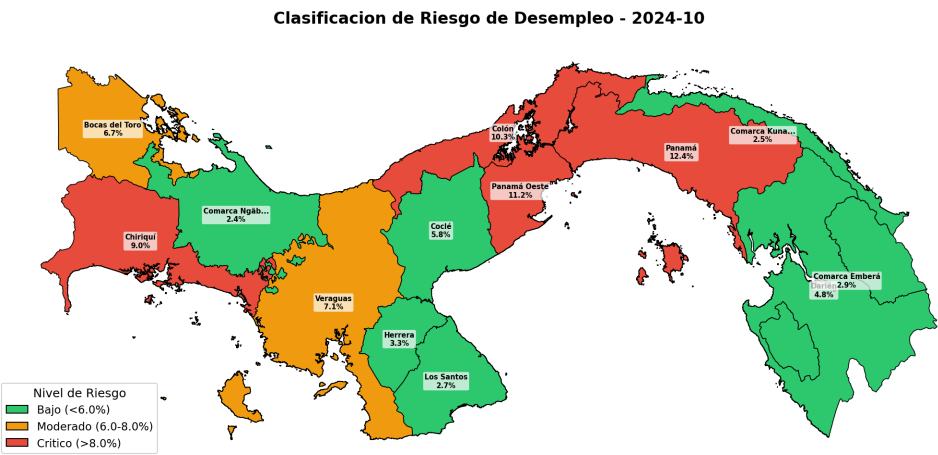 Clasificacion de Riesgo de Desempleo - 2024-10
Bocas del Toro
6.7%
Colón
10.3%
Comarca Kuna...
2.5%
Panamá
12.4%
Panamá Oeste
11.2%
Comarca Ngäb...
2.4%
Coclé
5.8%
Chiriquí
9.0%
Comarca Emberá
2.9%
Darién
4.8%
Veraguas
7.1%
Herrera
3.3%
Los Santos
2.7%
Nivel de Riesgo
Bajo (<6.0%)
Moderado (6.0-8.0%)
Critico (>8.0%)